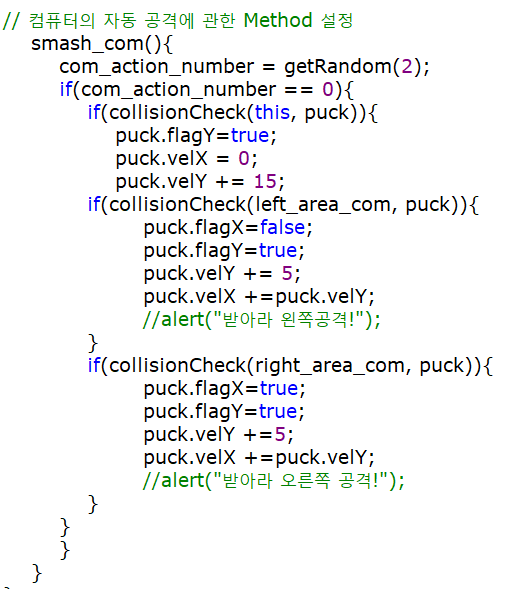 // 컴퓨터의 자동 공격에 관한 Method 설정
smash_com(){
com_action_number = getRandom(2);
if(com_action_number == 0){
if(collisionCheck(this, puck)){
puck.flagY=true;
puck.velX = 0;
puck.velY += 15;
if(collisionCheck(left_area_com, puck)){
puck.flagX=false;
puck.flagY=true;
puck.velY += 5;
puck.velX +=puck.velY;
//alert("받아라 왼쪽공격!");
}
if(collisionCheck(right_area_com, puck)){
puck.flagX=true;
puck.flagY=true;
puck.velY +=5;
puck.velX +=puck.velY;
//alert("받아라 오른쪽 공격!");
}
}
}
}